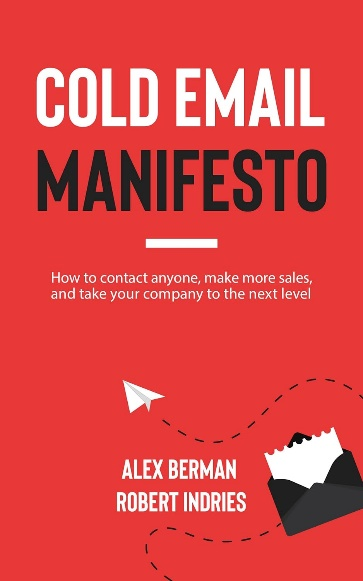 COLD EMAIL
MANIFESTO
How to contact anyone, make more sales,
and take your company to the next level
ALEX BERMAN
ROBERT INDRIES